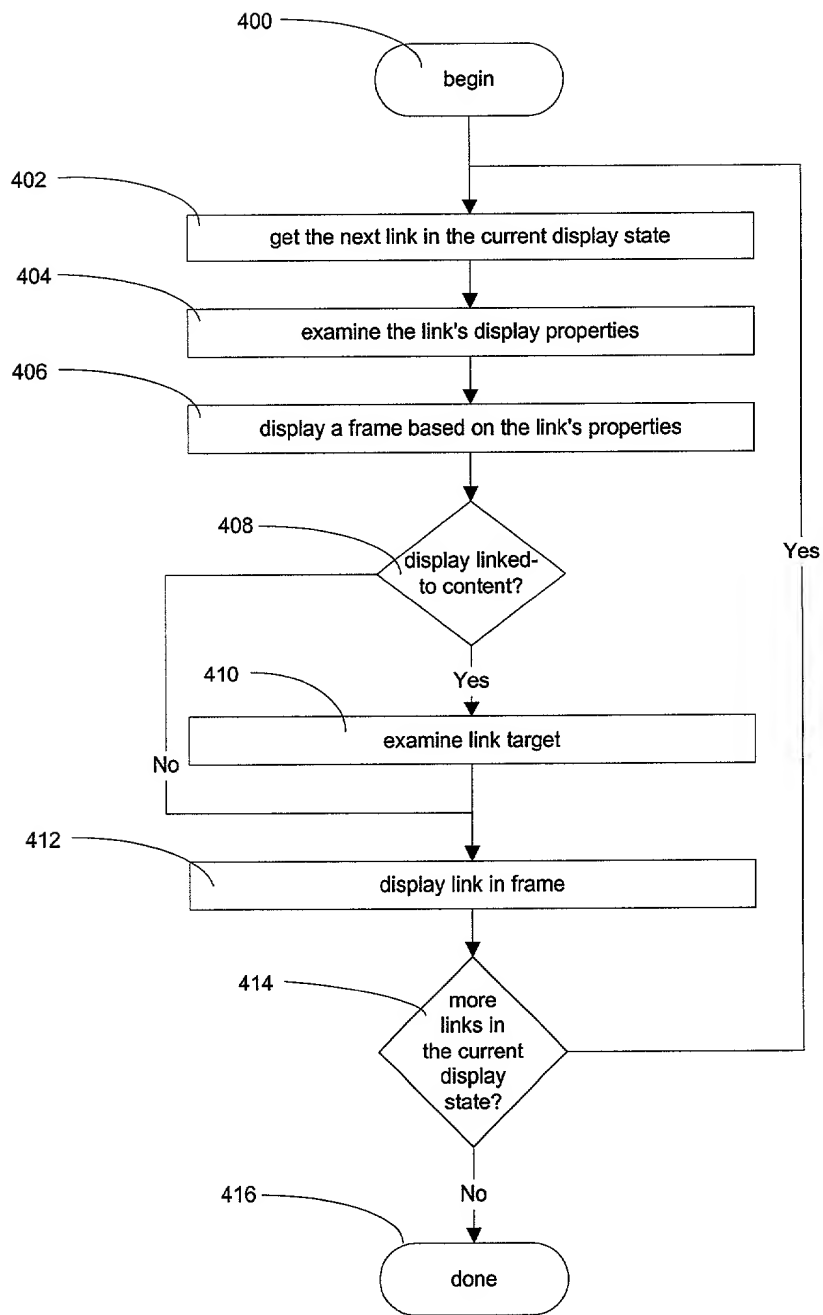 400
begin
402
get the next link in the current display state
404
examine the link's display properties
406
display a frame based on the link's properties
408
display linked-
to content?
Yes
Yes
410
examine link target
No
412
display link in frame
414
more
links in
the current
display
state?
No
416
done